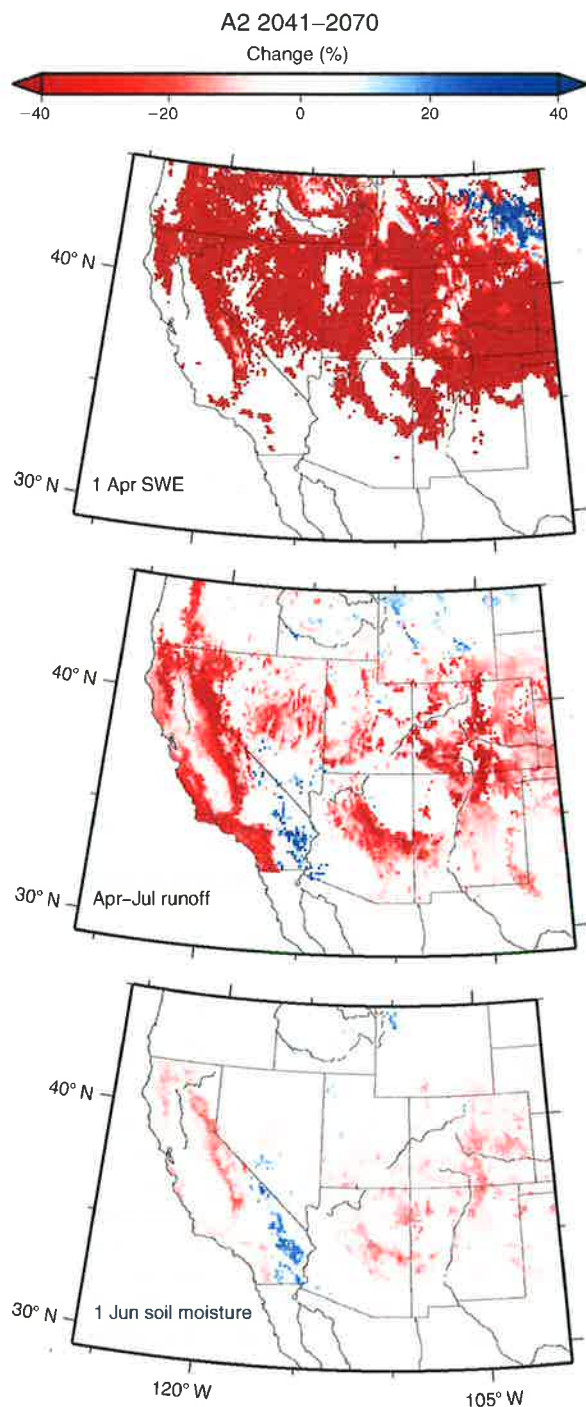 A2 2041–2070
Change (%)
−40 −20 0 20 40
40° N
30° N
1 Apr SWE
40° N
30° N
Apr–Jul runoff
40° N
30° N
1 Jun soil moisture
120° W 105° W